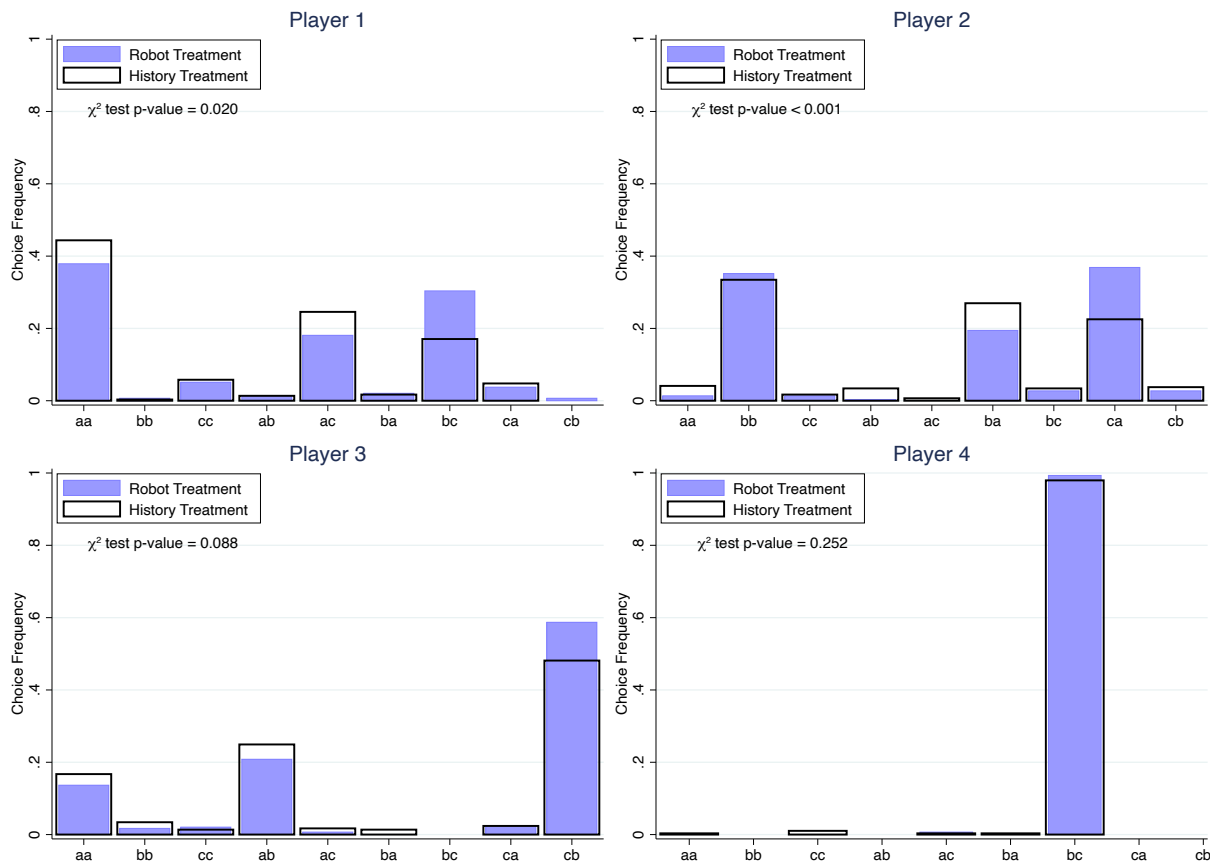 Player 1
Robot Treatment
History Treatment
χ² test p-value = 0.020
Choice Frequency
0 .2 .4 .6 .8 1
aa bb cc ab ac ba bc ca cb
Player 2
Robot Treatment
History Treatment
χ² test p-value < 0.001
Choice Frequency
0 .2 .4 .6 .8 1
aa bb cc ab ac ba bc ca cb
Player 3
Robot Treatment
History Treatment
χ² test p-value = 0.088
Choice Frequency
0 .2 .4 .6 .8 1
aa bb cc ab ac ba bc ca cb
Player 4
Robot Treatment
History Treatment
χ² test p-value = 0.252
Choice Frequency
0 .2 .4 .6 .8 1
aa bb cc ab ac ba bc ca cb